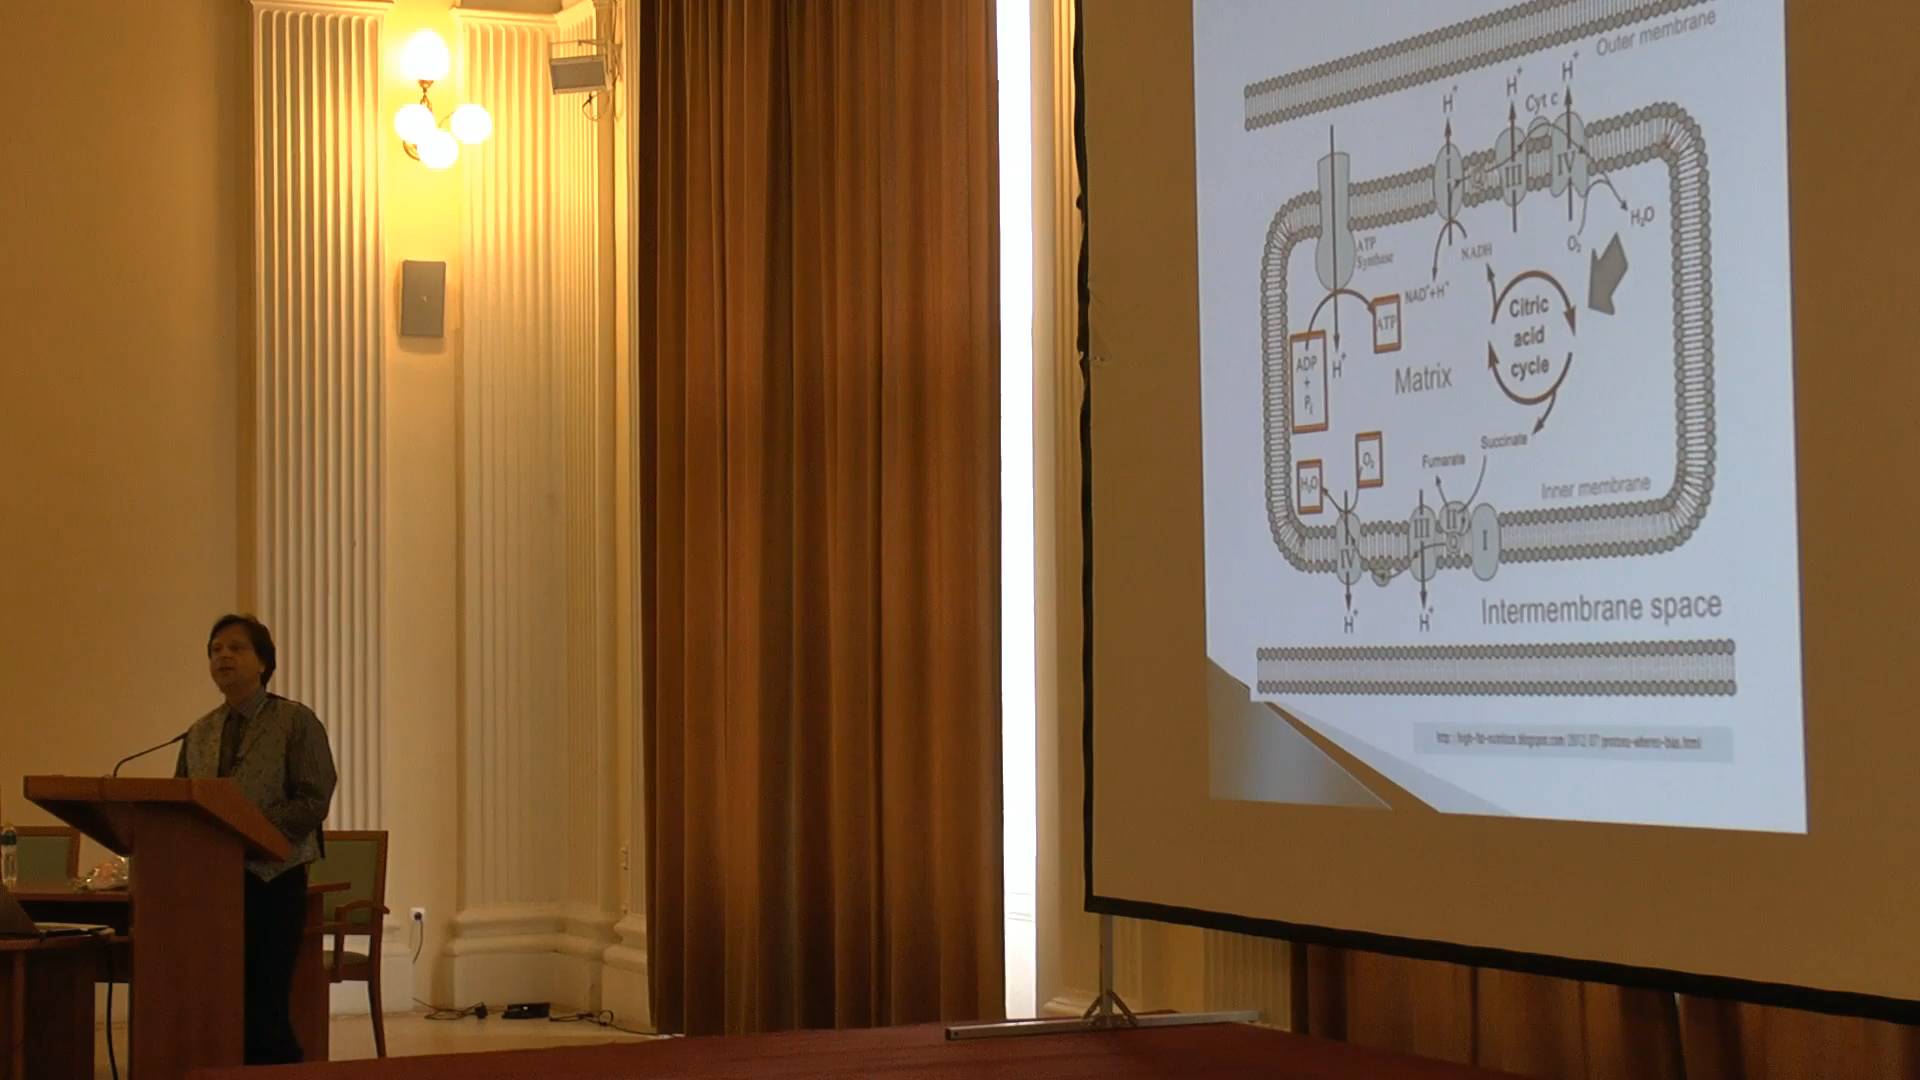 Outer membrane
H⁺
H⁺
H⁺
Cyt c
I
Q
III
IV
H₂O
O₂
ATP
Synthase
NADH
NAD⁺+H⁺
ATP
Citric
acid
cycle
ADP
+
Pᵢ
H⁺
Matrix
Succinate
Fumarate
O₂
H₂O
Inner membrane
IV
III
II
Q
I
H⁺
H⁺
Intermembrane space